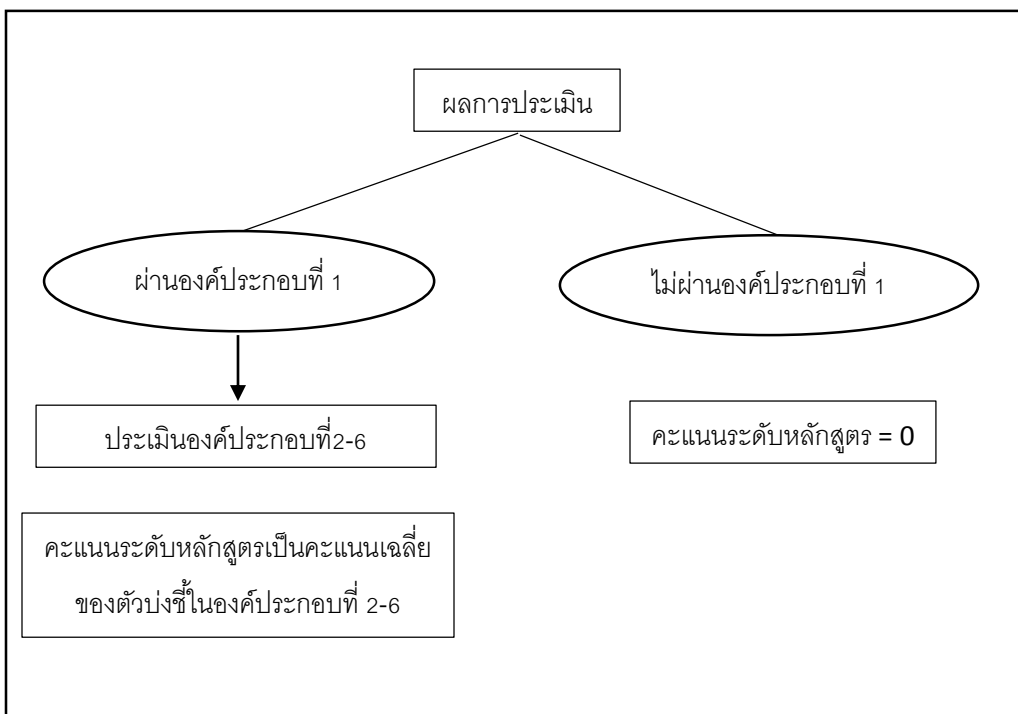 ผลการประเมิน
ผ่านองค์ประกอบที่ 1
ไม่ผ่านองค์ประกอบที่ 1
ประเมินองค์ประกอบที่2-6
คะแนนระดับหลักสูตร = 0
คะแนนระดับหลักสูตรเป็นคะแนนเฉลี่ย
ของตัวบ่งชี้ในองค์ประกอบที่ 2-6